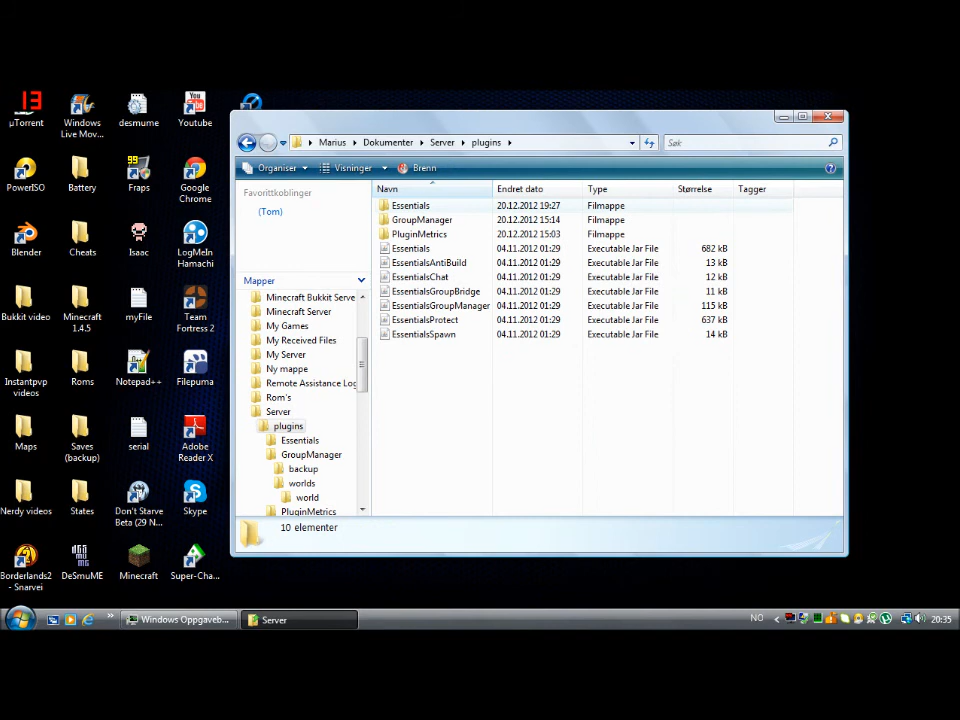 13
µTorrent
Windows Live Mov...
desmume
You Tube
Youtube
PowerISO
Battery
99
Fraps
Google Chrome
Blender
Cheats
Isaac
LogMeIn Hamachi
Bukkit video
Minecraft 1.4.5
myFile
Team Fortress 2
Instantpvp videos
Roms
Notepad++
Filepuma
Maps
Saves (backup)
serial
Adobe Reader X
Nerdy videos
States
Don't Starve Beta (29 N...
Skype
Borderlands2 - Snarvei
DeSmuME
Minecraft
Super-Cha...
Marius Dokumenter Server plugins
Søk
Organiser Visninger Brenn
Favorittkoblinger
(Tom)
Mapper
Minecraft Bukkit Serve
Minecraft Server
My Games
My Received Files
My Server
Ny mappe
Remote Assistance Log
Rom's
Server
plugins
Essentials
GroupManager
backup
worlds
world
PluginMetrics
Navn Endret dato Type Størrelse Tagger
Essentials 20.12.2012 19:27 Filmappe
GroupManager 20.12.2012 15:14 Filmappe
PluginMetrics 20.12.2012 15:03 Filmappe
Essentials 04.11.2012 01:29 Executable Jar File 682 kB
EssentialsAntiBuild 04.11.2012 01:29 Executable Jar File 13 kB
EssentialsChat 04.11.2012 01:29 Executable Jar File 12 kB
EssentialsGroupBridge 04.11.2012 01:29 Executable Jar File 11 kB
EssentialsGroupManager 04.11.2012 01:29 Executable Jar File 115 kB
EssentialsProtect 04.11.2012 01:29 Executable Jar File 637 kB
EssentialsSpawn 04.11.2012 01:29 Executable Jar File 14 kB
10 elementer
Windows Oppgaveb...
Server
NO
20:35